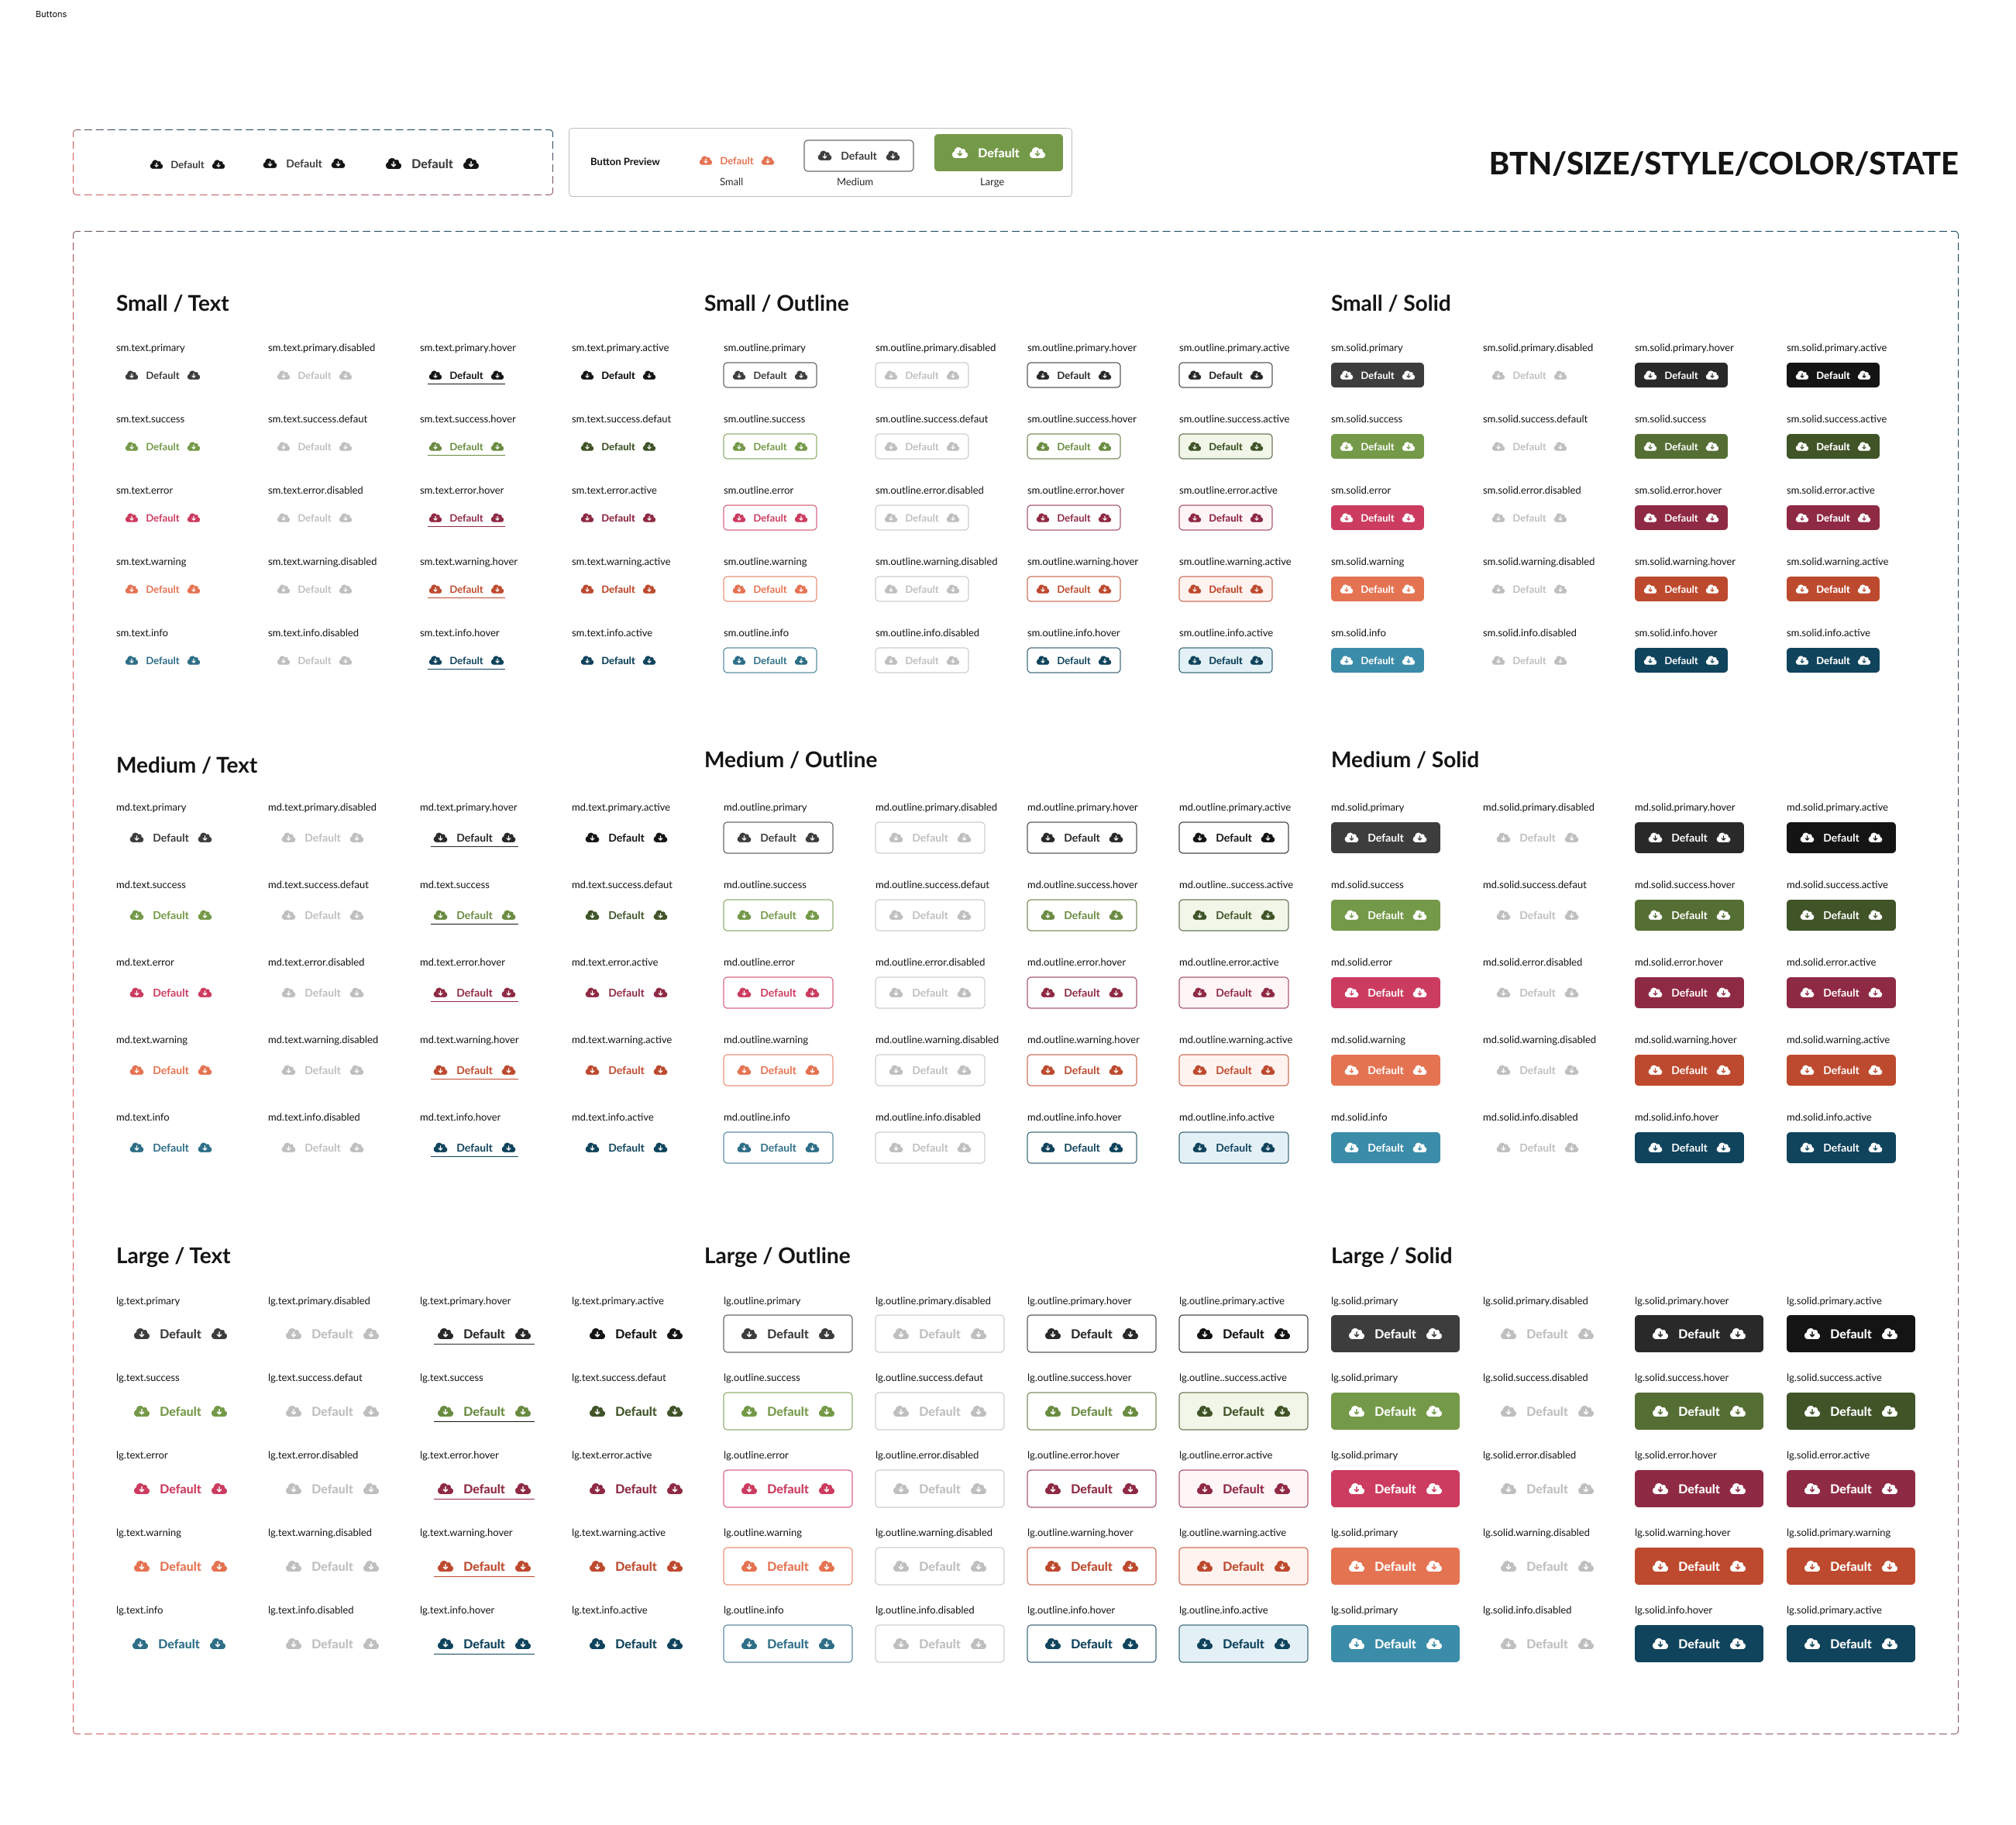 Buttons
Default Default Default
Button Preview Default Default Default
Small Medium Large
BTN/SIZE/STYLE/COLOR/STATE
Small / Text Small / Outline Small / Solid
sm.text.primary sm.text.primary.disabled sm.text.primary.hover sm.text.primary.active sm.outline.primary sm.outline.primary.disabled sm.outline.primary.hover sm.outline.primary.active sm.solid.primary sm.solid.primary.disabled sm.solid.primary.hover sm.solid.primary.active
Default Default Default Default Default Default Default Default Default Default Default Default
sm.text.success sm.text.success.defaut sm.text.success.hover sm.text.success.defaut sm.outline.success sm.outline.success.defaut sm.outline.success.hover sm.outline.success.active sm.solid.success sm.solid.success.default sm.solid.success sm.solid.success.active
Default Default Default Default Default Default Default Default Default Default Default Default
sm.text.error sm.text.error.disabled sm.text.error.hover sm.text.error.active sm.outline.error sm.outline.error.disabled sm.outline.error.hover sm.outline.error.active sm.solid.error sm.solid.error.disabled sm.solid.error.hover sm.solid.error.active
Default Default Default Default Default Default Default Default Default Default Default Default
sm.text.warning sm.text.warning.disabled sm.text.warning.hover sm.text.warning.active sm.outline.warning sm.outline.warning.disabled sm.outline.warning.hover sm.outline.warning.active sm.solid.warning sm.solid.warning.disabled sm.solid.warning.hover sm.solid.warning.active
Default Default Default Default Default Default Default Default Default Default Default Default
sm.text.info sm.text.info.disabled sm.text.info.hover sm.text.info.active sm.outline.info sm.outline.info.disabled sm.outline.info.hover sm.outline.info.active sm.solid.info sm.solid.info.disabled sm.solid.info.hover sm.solid.info.active
Default Default Default Default Default Default Default Default Default Default Default Default
Medium / Text Medium / Outline Medium / Solid
md.text.primary md.text.primary.disabled md.text.primary.hover md.text.primary.active md.outline.primary md.outline.primary.disabled md.outline.primary.hover md.outline.primary.active md.solid.primary md.solid.primary.disabled md.solid.primary.hover md.solid.primary.active
Default Default Default Default Default Default Default Default Default Default Default Default
md.text.success md.text.success.defaut md.text.success md.text.success.defaut md.outline.success md.outline.success.defaut md.outline.success.hover md.outline..success.active md.solid.success md.solid.success.defaut md.solid.success.hover md.solid.success.active
Default Default Default Default Default Default Default Default Default Default Default Default
md.text.error md.text.error.disabled md.text.error.hover md.text.error.active md.outline.error md.outline.error.disabled md.outline.error.hover md.outline.error.active md.solid.error md.solid.error.disabled md.solid.error.hover md.solid.error.active
Default Default Default Default Default Default Default Default Default Default Default Default
md.text.warning md.text.warning.disabled md.text.warning.hover md.text.warning.active md.outline.warning md.outline.warning.disabled md.outline.warning.hover md.outline.warning.active md.solid.warning md.solid.warning.disabled md.solid.warning.hover md.solid.warning.active
Default Default Default Default Default Default Default Default Default Default Default Default
md.text.info md.text.info.disabled md.text.info.hover md.text.info.active md.outline.info md.outline.info.disabled md.outline.info.hover md.outline.info.active md.solid.info md.solid.info.disabled md.solid.info.hover md.solid.info.active
Default Default Default Default Default Default Default Default Default Default Default Default
Large / Text Large / Outline Large / Solid
lg.text.primary lg.text.primary.disabled lg.text.primary.hover lg.text.primary.active lg.outline.primary lg.outline.primary.disabled lg.outline.primary.hover lg.outline.primary.active lg.solid.primary lg.solid.primary.disabled lg.solid.primary.hover lg.solid.primary.active
Default Default Default Default Default Default Default Default Default Default Default Default
lg.text.success lg.text.success.defaut lg.text.success lg.text.success.defaut lg.outline.success lg.outline.success.defaut lg.outline.success.hover lg.outline..success.active lg.solid.primary lg.solid.success.disabled lg.solid.success.hover lg.solid.success.active
Default Default Default Default Default Default Default Default Default Default Default Default
lg.text.error lg.text.error.disabled lg.text.error.hover lg.text.error.active lg.outline.error lg.outline.error.disabled lg.outline.error.hover lg.outline.error.active lg.solid.primary lg.solid.error.disabled lg.solid.error.hover lg.solid.error.active
Default Default Default Default Default Default Default Default Default Default Default Default
lg.text.warning lg.text.warning.disabled lg.text.warning.hover lg.text.warning.active lg.outline.warning lg.outline.warning.disabled lg.outline.warning.hover lg.outline.warning.active lg.solid.primary lg.solid.warning.disabled lg.solid.warning.hover lg.solid.primary.warning
Default Default Default Default Default Default Default Default Default Default Default Default
lg.text.info lg.text.info.disabled lg.text.info.hover lg.text.info.active lg.outline.info lg.outline.info.disabled lg.outline.info.hover lg.outline.info.active lg.solid.primary lg.solid.info.disabled lg.solid.info.hover lg.solid.primary.active
Default Default Default Default Default Default Default Default Default Default Default Default